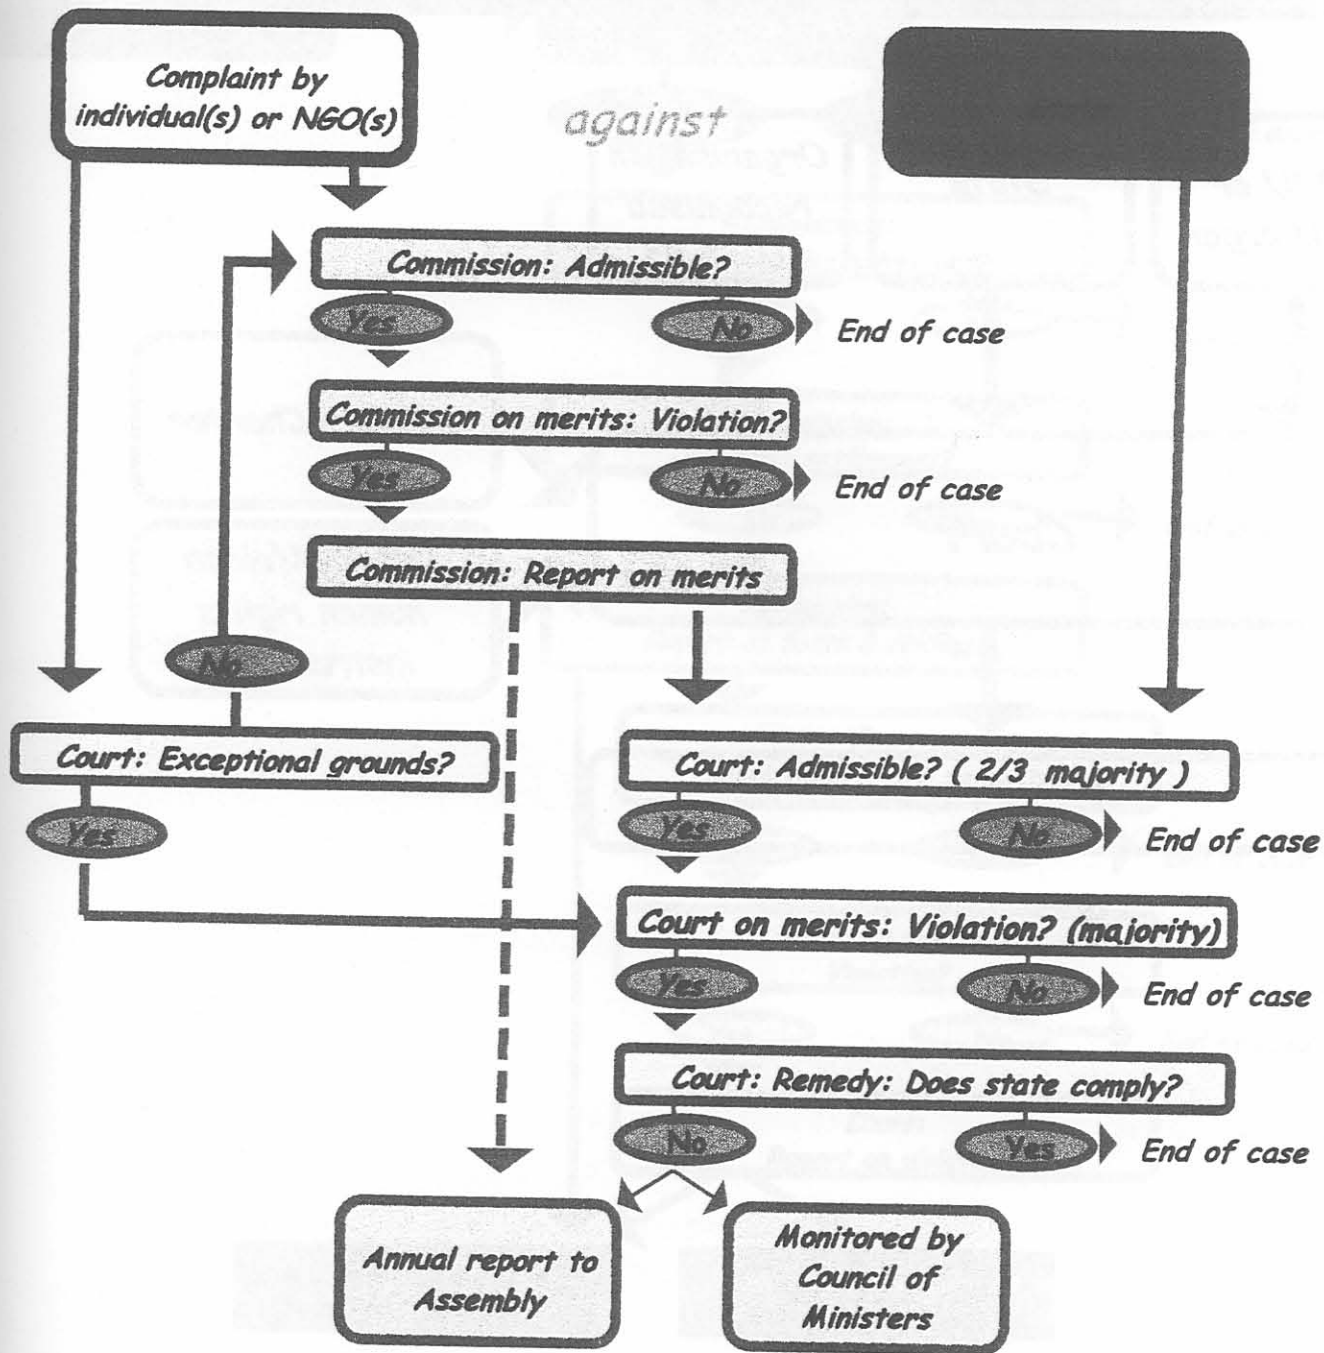 Complaint by
individual(s) or NGO(s)
against
Commission: Admissible?
Yes
No
End of case
Commission on merits: Violation?
Yes
No
End of case
Commission: Report on merits
No
Court: Exceptional grounds?
Yes
Court: Admissible? ( 2/3 majority )
Yes
No
End of case
Court on merits: Violation? (majority)
Yes
No
End of case
Court: Remedy: Does state comply?
No
Yes
End of case
Annual report to
Assembly
Monitored by
Council of
Ministers